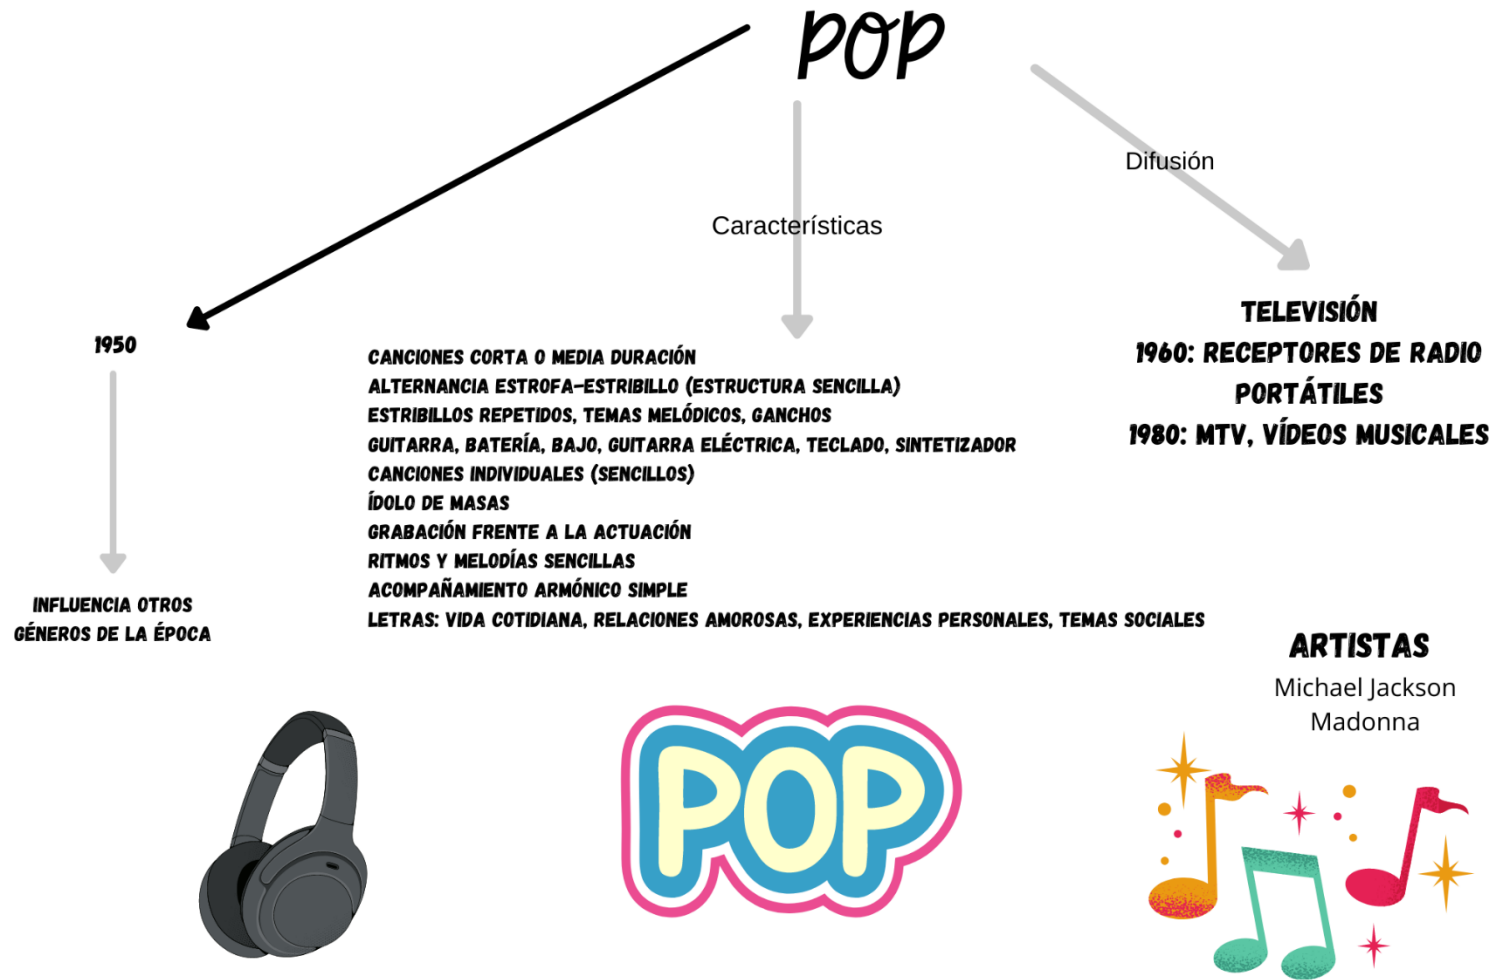 POP
Difusión
Características
1950
INFLUENCIA OTROS
GÉNEROS DE LA ÉPOCA
CANCIONES CORTA O MEDIA DURACIÓN
ALTERNANCIA ESTROFA-ESTRIBILLO (ESTRUCTURA SENCILLA)
ESTRIBILLOS REPETIDOS, TEMAS MELÓDICOS, GANCHOS
GUITARRA, BATERÍA, BAJO, GUITARRA ELÉCTRICA, TECLADO, SINTETIZADOR
CANCIONES INDIVIDUALES (SENCILLOS)
ÍDOLO DE MASAS
GRABACIÓN FRENTE A LA ACTUACIÓN
RITMOS Y MELODÍAS SENCILLAS
ACOMPAÑAMIENTO ARMÓNICO SIMPLE
LETRAS: VIDA COTIDIANA, RELACIONES AMOROSAS, EXPERIENCIAS PERSONALES, TEMAS SOCIALES
TELEVISIÓN
1960: RECEPTORES DE RADIO
PORTÁTILES
1980: MTV, VÍDEOS MUSICALES
ARTISTAS
Michael Jackson
Madonna
POP